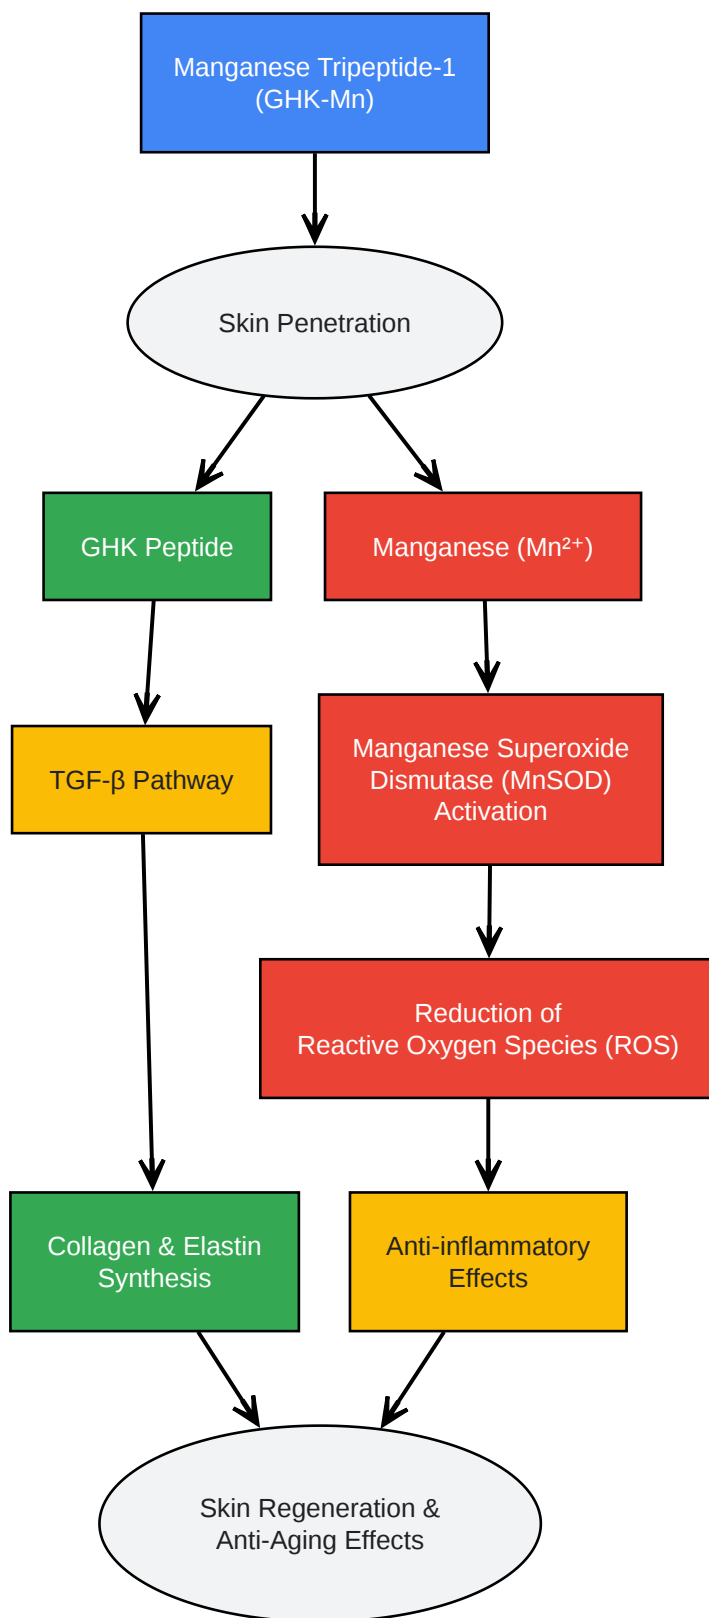 Manganese Tripeptide-1
(GHK-Mn)
Skin Penetration
GHK Peptide
Manganese (Mn²⁺)
TGF-β Pathway
Manganese Superoxide
Dismutase (MnSOD)
Activation
Reduction of
Reactive Oxygen Species (ROS)
Collagen & Elastin
Synthesis
Anti-inflammatory
Effects
Skin Regeneration &
Anti-Aging Effects